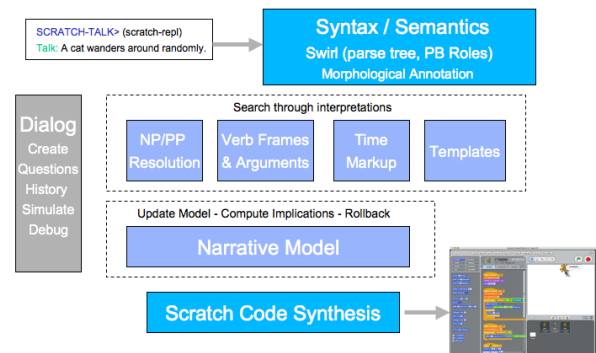 SCRATCH-TALK> (scratch-repl)
Talk: A cat wanders around randomly.
Syntax / Semantics
Swirl (parse tree, PB Roles)
Morphological Annotation
Dialog
Create
Questions
History
Simulate
Debug
Search through interpretations
NP/PP
Resolution
Verb Frames
& Arguments
Time
Markup
Templates
Update Model - Compute Implications - Rollback
Narrative Model
Scratch Code Synthesis